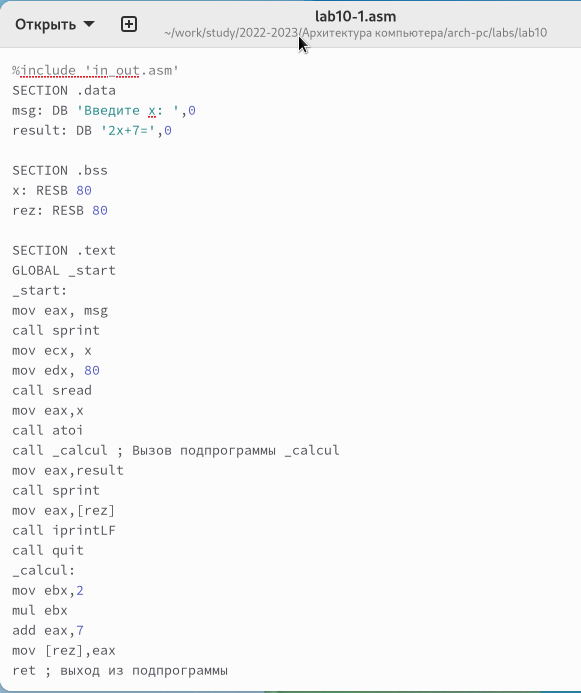 Открыть
lab10-1.asm
~/work/study/2022-2023/Архитектура компьютера/arch-pc/labs/lab10
%include 'in_out.asm'
SECTION .data
msg: DB 'Введите x: ',0
result: DB '2x+7=',0
SECTION .bss
x: RESB 80
rez: RESB 80
SECTION .text
GLOBAL _start
_start:
mov eax, msg
call sprint
mov ecx, x
mov edx, 80
call sread
mov eax,x
call atoi
call _calcul ; Вызов подпрограммы _calcul
mov eax,result
call sprint
mov eax,[rez]
call iprintLF
call quit
_calcul:
mov ebx,2
mul ebx
add eax,7
mov [rez],eax
ret ; выход из подпрограммы